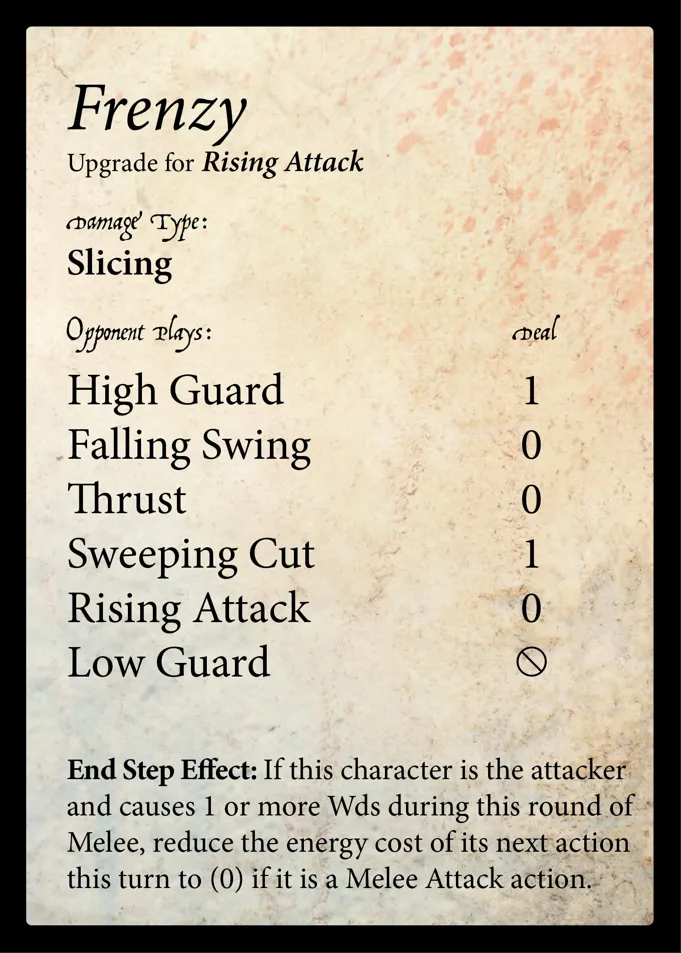 Frenzy
Upgrade for Rising Attack
Damage Type:
Slicing
Opponent Plays: Deal
High Guard 1
Falling Swing 0
Thrust 0
Sweeping Cut 1
Rising Attack 0
Low Guard 🛇
End Step Effect: If this character is the attacker
and causes 1 or more Wds during this round of
Melee, reduce the energy cost of its next action
this turn to (0) if it is a Melee Attack action.